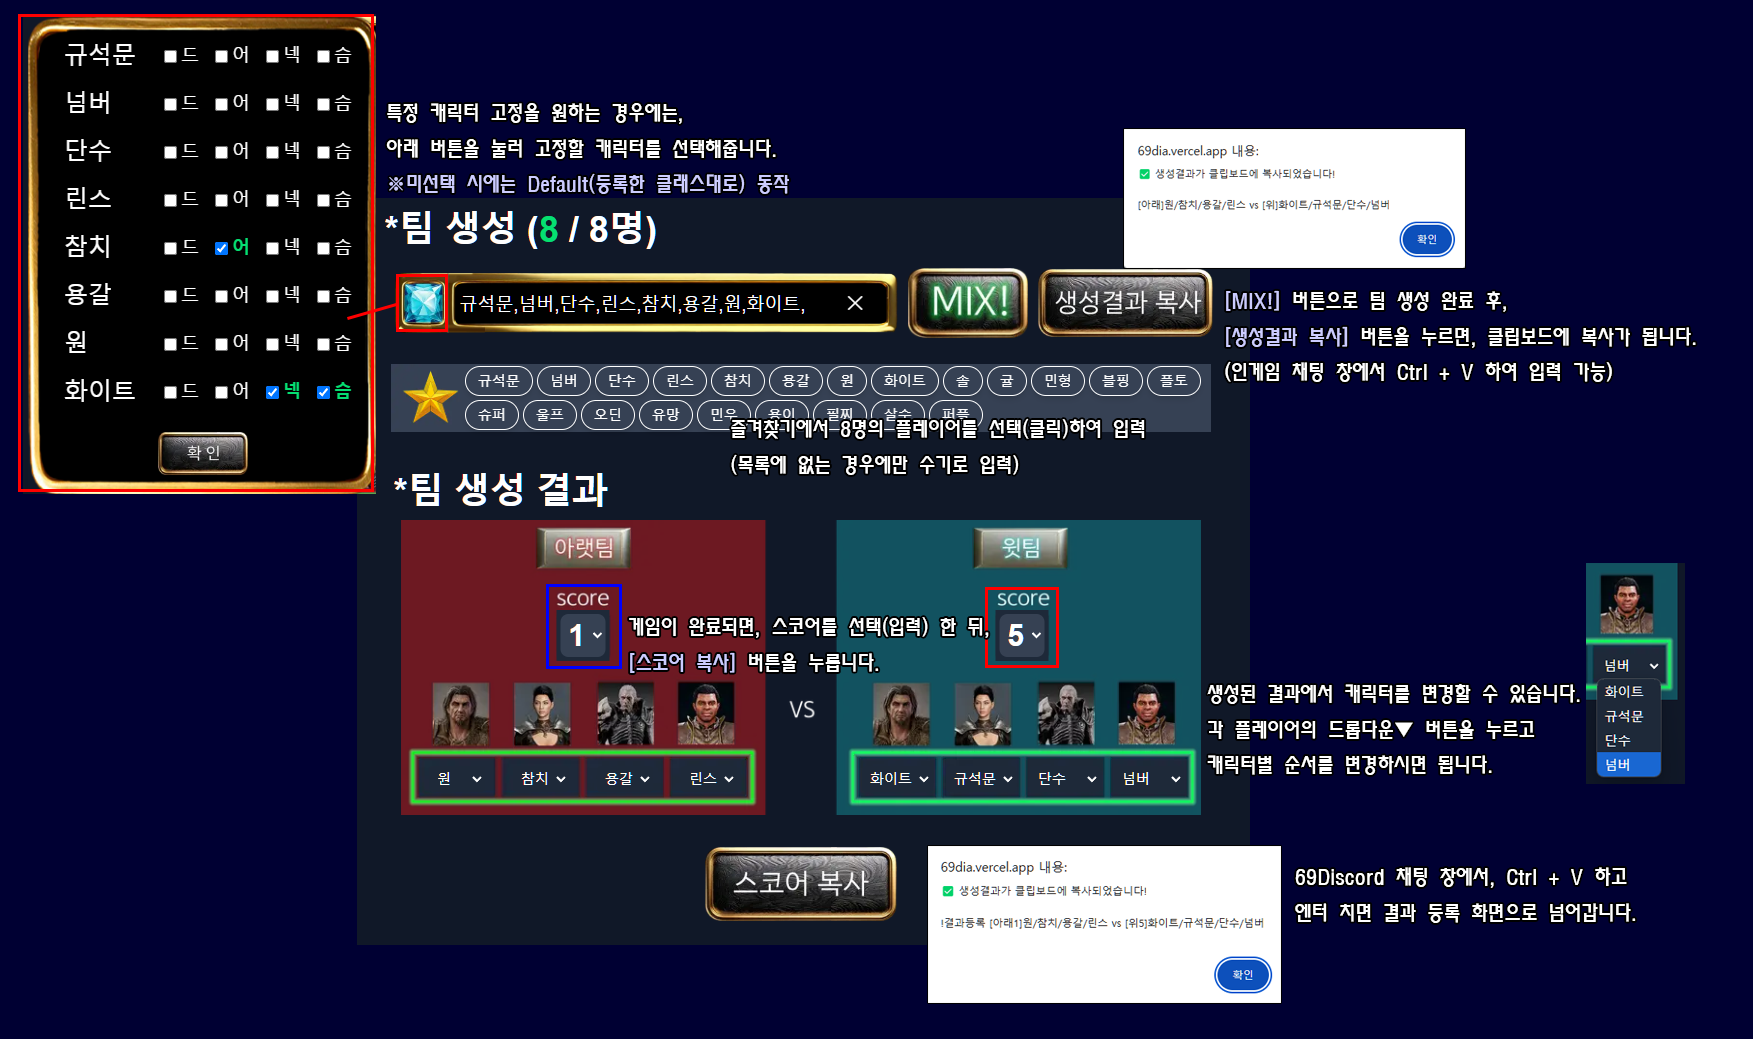 규석문 드 어 넥 슴
넘버 드 어 넥 슴
단수 드 어 넥 슴
린스 드 어 넥 슴
참치 드 어 넥 슴
용갈 드 어 넥 슴
원 드 어 넥 슴
화이트 드 어 넥 슴
확인
특정 캐릭터 고정을 원하는 경우에는,
아래 버튼을 눌러 고정할 캐릭터를 선택해줍니다.
※미선택 시에는 Default(등록한 클래스대로) 동작
*팀 생성 (8 / 8명)
규석문,넘버,단수,린스,참치,용갈,원,화이트,
MIX!
생성결과 복사
69dia.vercel.app 내용:
생성결과가 클립보드에 복사되었습니다!
[아래]원/참치/용갈/린스 vs [위]화이트/규석문/단수/넘버
확인
[MIX!] 버튼으로 팀 생성 완료 후,
[생성결과 복사] 버튼을 누르면, 클립보드에 복사가 됩니다.
(인게임 채팅 창에서 Ctrl + V 하여 입력 가능)
규석문 넘버 단수 린스 참치 용갈 원 화이트 솔 귤 민형 블핑 플토
슈퍼 울프 오딘 유망 민우 용이 필찌 살수 퍼플
즐겨찾기에서 8명의 플레이어를 선택(클릭)하여 입력
(목록에 없는 경우에만 수기로 입력)
*팀 생성 결과
아랫팀
score
1
게임이 완료되면, 스코어를 선택(입력) 한 뒤,
[스코어 복사] 버튼을 누릅니다.
원 참치 용갈 린스
VS
윗팀
score
5
화이트 규석문 단수 넘버
생성된 결과에서 캐릭터를 변경할 수 있습니다.
각 플레이어의 드롭다운▼ 버튼을 누르고
캐릭터별 순서를 변경하시면 됩니다.
넘버
화이트
규석문
단수
넘버
스코어 복사
69dia.vercel.app 내용:
생성결과가 클립보드에 복사되었습니다!
!결과등록 [아래1]원/참치/용갈/린스 vs [위5]화이트/규석문/단수/넘버
확인
69Discord 채팅 창에서, Ctrl + V 하고
엔터 치면 결과 등록 화면으로 넘어갑니다.